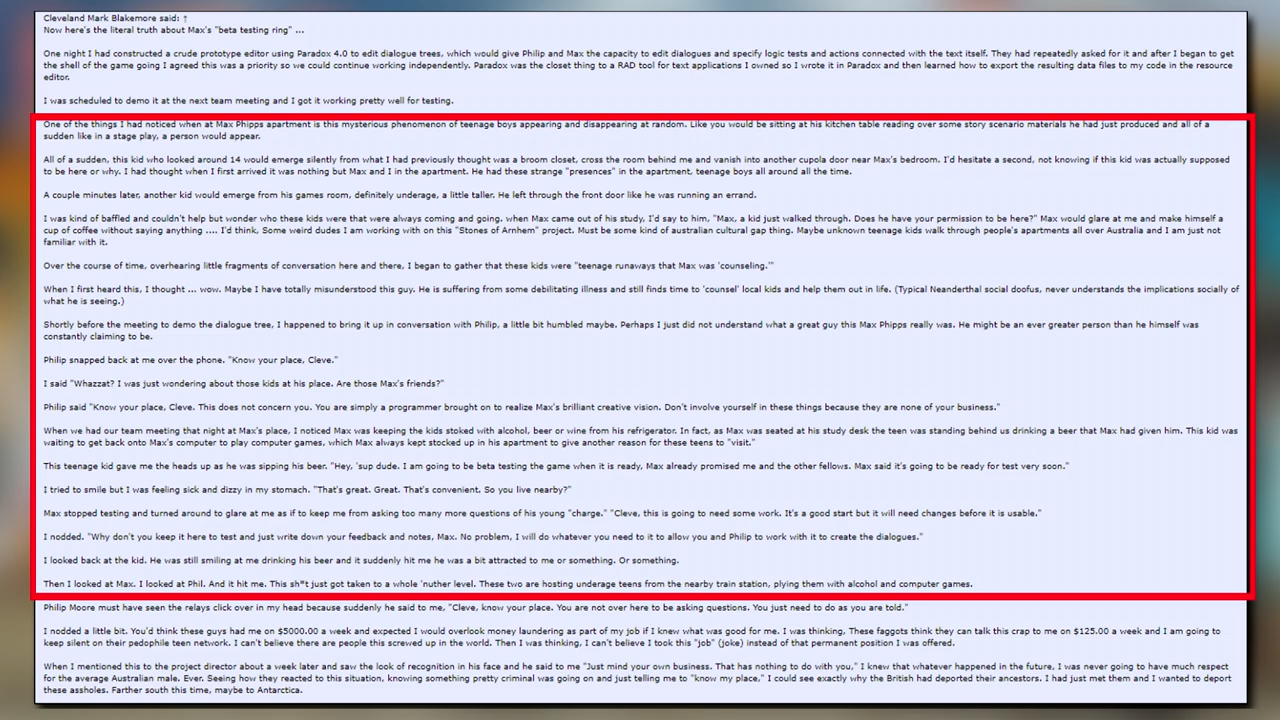 Cleveland Mark Blakemore said: ↑
Now here's the literal truth about Max's "beta testing ring" ...
One night I had constructed a crude prototype editor using Paradox 4.0 to edit dialogue trees, which would give Philip and Max the capacity to edit dialogues and specify logic tests and actions connected with the text itself. They had repeatedly asked for it and after I began to get
the shell of the game going I agreed this was a priority so we could continue working independently. Paradox was the closet thing to a RAD tool for text applications I owned so I wrote it in Paradox and then learned how to export the resulting data files to my code in the resource
editor.
I was scheduled to demo it at the next team meeting and I got it working pretty well for testing.
One of the things I had noticed when at Max Phipps apartment is this mysterious phenomenon of teenage boys appearing and disappearing at random. Like you would be sitting at his kitchen table reading over some story scenario materials he had just produced and all of a
sudden like in a stage play, a person would appear.
All of a sudden, this kid who looked around 14 would emerge silently from what I had previously thought was a broom closet, cross the room behind me and vanish into another cupola door near Max's bedroom. I'd hesitate a second, not knowing if this kid was actually supposed
to be here or why. I had thought when I first arrived it was nothing but Max and I in the apartment. He had these strange "presences" in the apartment, teenage boys all around all the time.
A couple minutes later, another kid would emerge from his games room, definitely underage, a little taller. He left through the front door like he was running an errand.
I was kind of baffled and couldn't help but wonder who these kids were that were always coming and going. when Max came out of his study, I'd say to him, "Max, a kid just walked through. Does he have your permission to be here?" Max would glare at me and make himself a
cup of coffee without saying anything .... I'd think, Some weird dudes I am working with on this "Stones of Arnhem" project. Must be some kind of australian cultural gap thing. Maybe unknown teenage kids walk through people's apartments all over Australia and I am just not
familiar with it.
Over the course of time, overhearing little fragments of conversation here and there, I began to gather that these kids were "teenage runaways that Max was 'counseling.'"
When I first heard this, I thought ... wow. Maybe I have totally misunderstood this guy. He is suffering from some debilitating illness and still finds time to 'counsel' local kids and help them out in life. (Typical Neanderthal social doofus, never understands the implications socially of
what he is seeing.)
Shortly before the meeting to demo the dialogue tree, I happened to bring it up in conversation with Philip, a little bit humbled maybe. Perhaps I just did not understand what a great guy this Max Phipps really was. He might be an ever greater person than he himself was
constantly claiming to be.
Philip snapped back at me over the phone. "Know your place, Cleve."
I said "Whazzat? I was just wondering about those kids at his place. Are those Max's friends?"
Philip said "Know your place, Cleve. This does not concern you. You are simply a programmer brought on to realize Max's brilliant creative vision. Don't involve yourself in these things because they are none of your business."
When we had our team meeting that night at Max's place, I noticed Max was keeping the kids stoked with alcohol, beer or wine from his refrigerator. In fact, as Max was seated at his study desk the teen was standing behind us drinking a beer that Max had given him. This kid was
waiting to get back onto Max's computer to play computer games, which Max always kept stocked up in his apartment to give another reason for these teens to "visit."
This teenage kid gave me the heads up as he was sipping his beer. "Hey, 'sup dude. I am going to be beta testing the game when it is ready, Max already promised me and the other fellows. Max said it's going to be ready for test very soon."
I tried to smile but I was feeling sick and dizzy in my stomach. "That's great. Great. That's convenient. So you live nearby?"
Max stopped testing and turned around to glare at me as if to keep me from asking too many more questions of his young "charge." "Cleve, this is going to need some work. It's a good start but it will need changes before it is usable."
I nodded. "Why don't you keep it here to test and just write down your feedback and notes, Max. No problem, I will do whatever you need to it to allow you and Philip to work with it to create the dialogues."
I looked back at the kid. He was still smiling at me drinking his beer and it suddenly hit me he was a bit attracted to me or something. Or something.
Then I looked at Max. I looked at Phil. And it hit me. This sh*t just got taken to a whole 'nuther level. These two are hosting underage teens from the nearby train station, plying them with alcohol and computer games.
Philip Moore must have seen the relays click over in my head because suddenly he said to me, "Cleve, know your place. You are not over here to be asking questions. You just need to do as you are told."
I nodded a little bit. You'd think these guys had me on $5000.00 a week and expected I would overlook money laundering as part of my job if I knew what was good for me. I was thinking, These faggots think they can talk this crap to me on $125.00 a week and I am going to
keep silent on their pedophile teen network. I can't believe there are people this screwed up in the world. Then I was thinking, I can't believe I took this "job" (joke) instead of that permanent position I was offered.
When I mentioned this to the project director about a week later and saw the look of recognition in his face and he said to me "Just mind your own business. That has nothing to do with you," I knew that whatever happened in the future, I was never going to have much respect
for the average Australian male. Ever. Seeing how they reacted to this situation, knowing something pretty criminal was going on and just telling me to "know my place," I could see exactly why the British had deported their ancestors. I had just met them and I wanted to deport
these assholes. Farther south this time, maybe to Antarctica.